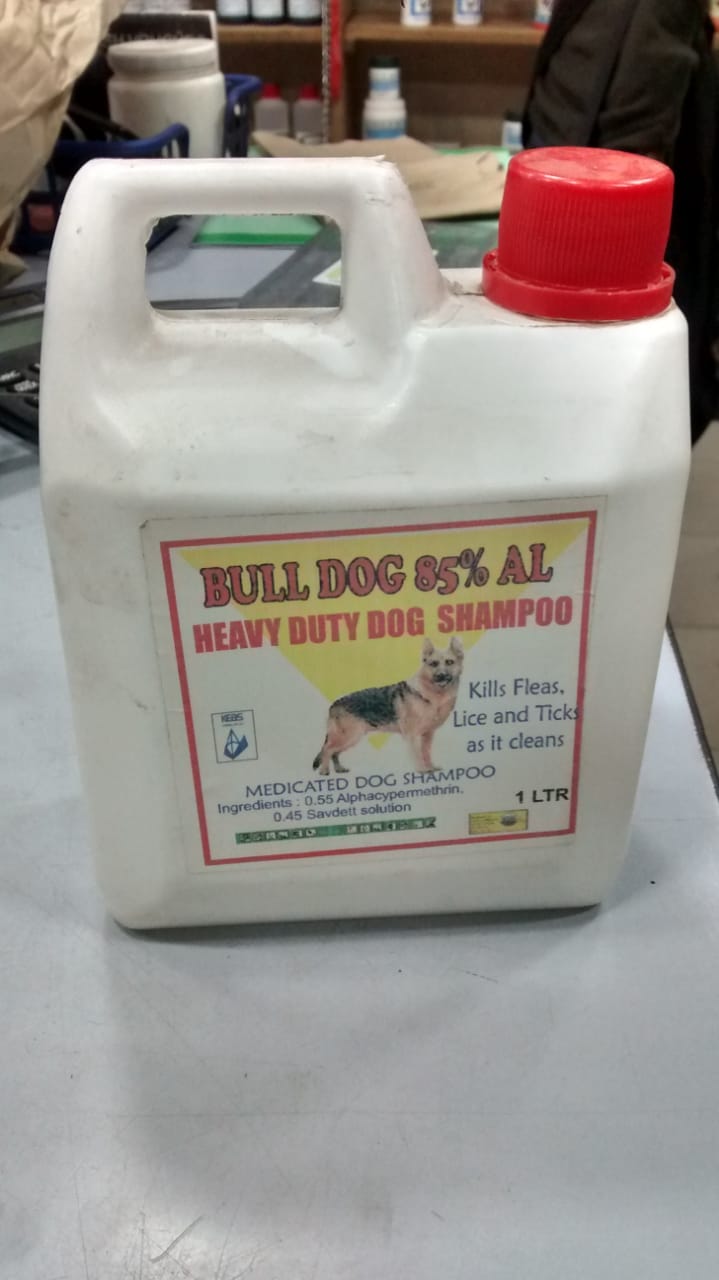 BULL DOG 85% AL
HEAVY DUTY DOG SHAMPOO
Kills Fleas,
Lice and Ticks
as it cleans
KEBS
MEDICATED DOG SHAMPOO
Ingredients : 0.55 Alphacypermethrin.
0.45 Savdett solution
1 LTR